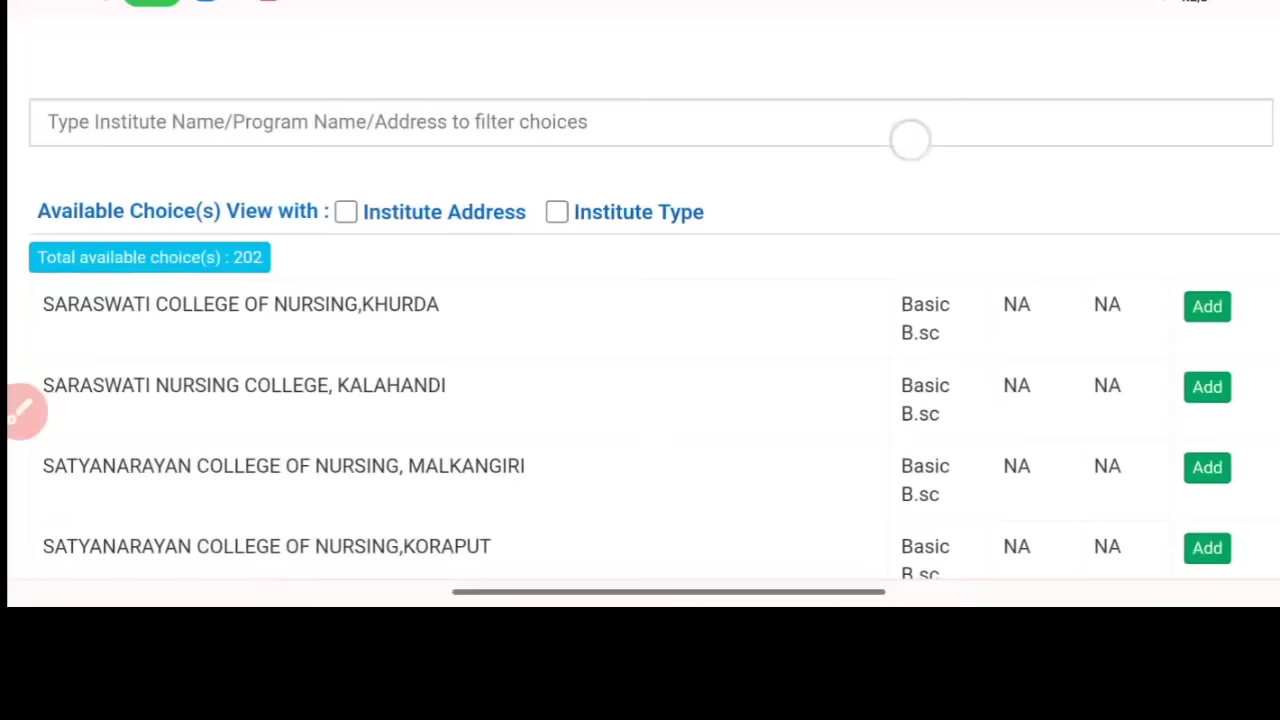 Type Institute Name/Program Name/Address to filter choices
Available Choice(s) View with : Institute Address Institute Type
Total available choice(s) : 202
SARASWATI COLLEGE OF NURSING,KHURDA Basic B.sc NA NA Add
SARASWATI NURSING COLLEGE, KALAHANDI Basic B.sc NA NA Add
SATYANARAYAN COLLEGE OF NURSING, MALKANGIRI Basic B.sc NA NA Add
SATYANARAYAN COLLEGE OF NURSING,KORAPUT Basic B.sc NA NA Add